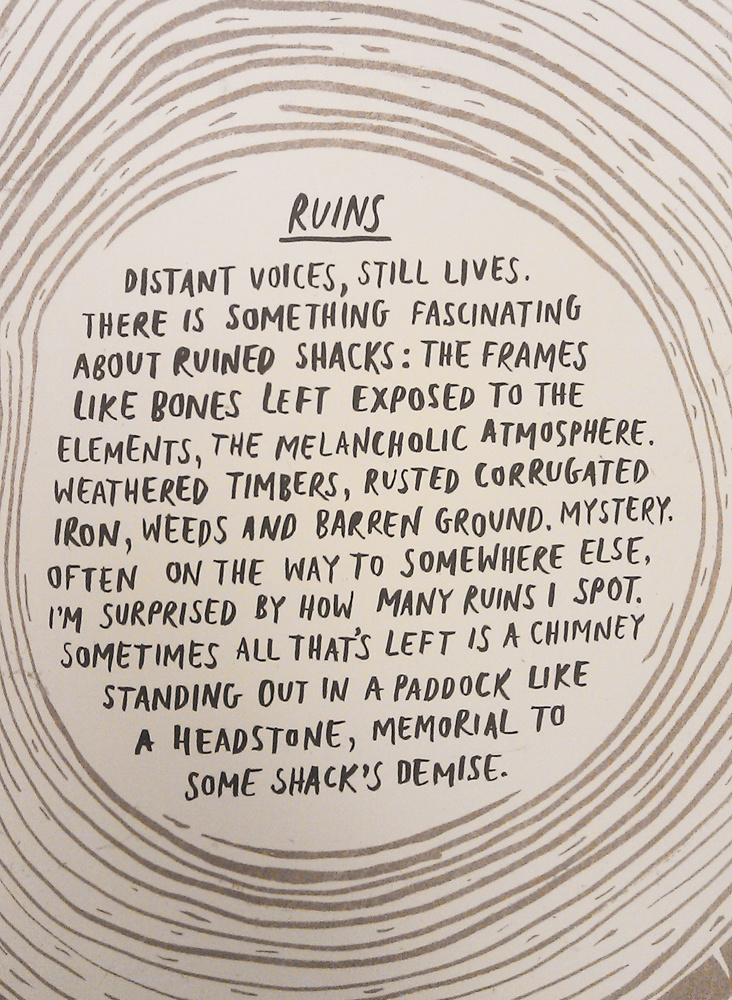 RUINS
DISTANT VOICES, STILL LIVES.
THERE IS SOMETHING FASCINATING
ABOUT RUINED SHACKS: THE FRAMES
LIKE BONES LEFT EXPOSED TO THE
ELEMENTS, THE MELANCHOLIC ATMOSPHERE.
WEATHERED TIMBERS, RUSTED CORRUGATED
IRON, WEEDS AND BARREN GROUND. MYSTERY.
OFTEN ON THE WAY TO SOMEWHERE ELSE,
I'M SURPRISED BY HOW MANY RUINS I SPOT.
SOMETIMES ALL THAT'S LEFT IS A CHIMNEY
STANDING OUT IN A PADDOCK LIKE
A HEADSTONE, MEMORIAL TO
SOME SHACK'S DEMISE.